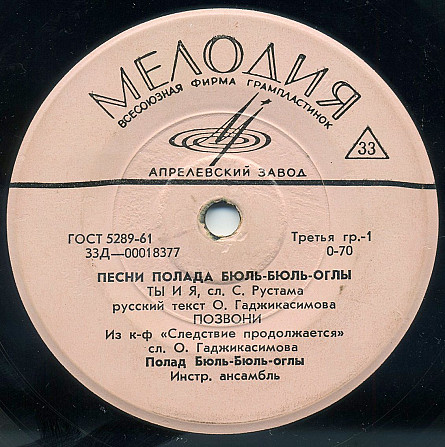 МЕЛОДИЯ
ВСЕСОЮЗНАЯ ФИРМА ГРАМПЛАСТИНОК
33
АПРЕЛЕВСКИЙ ЗАВОД
ГОСТ 5289-61 Третья гр.-1
33Д—00018377 0-70
ПЕСНИ ПОЛАДА БЮЛЬ-БЮЛЬ-ОГЛЫ
ТЫ И Я, сл. С. Рустама
русский текст О. Гаджикасимова
ПОЗВОНИ
Из к-ф «Следствие продолжается»
сл. О. Гаджикасимова
Полад Бюль-Бюль-оглы
Инстр. ансамбль